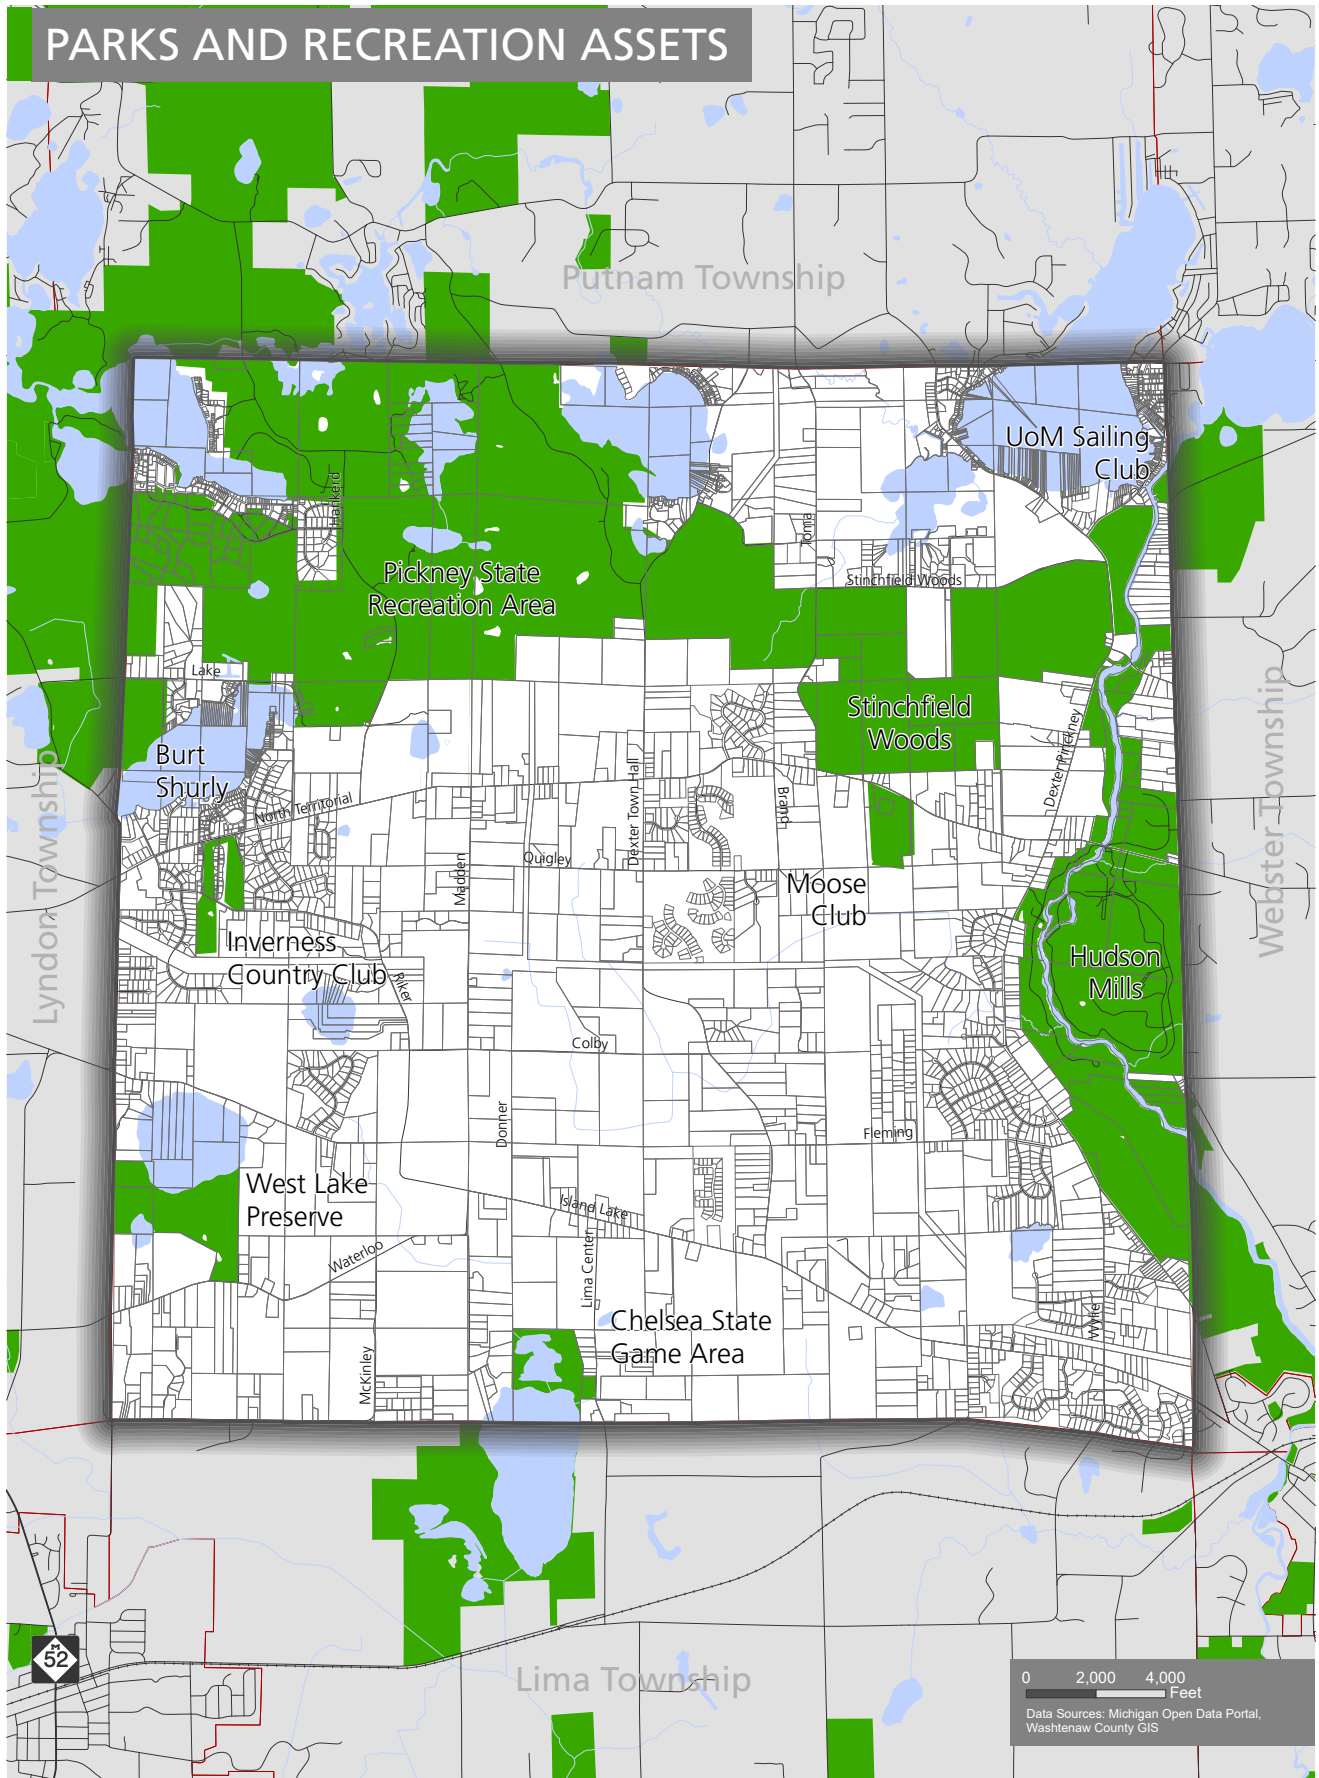 PARKS AND RECREATION ASSETS
Putnam Township
UoM Sailing
Club
Hankerd
Toma
Pickney State
Recreation Area
Stinchfield Woods
Lake
Stinchfield
Woods
Dexter Pinckney
Webster Township
Burt
Shurly
Lyndon Township
North Territorial
Dexter Town Hall
Brand
Quigley
Madden
Moose
Club
Inverness
Country Club
Riker
Hudson
Mills
Colby
Donner
Fleming
West Lake
Preserve
Island Lake
Waterloo
Lima Center
Chelsea State
Game Area
Wylie
McKinley
M
52
Lima Township
0 2,000 4,000
Feet
Data Sources: Michigan Open Data Portal,
Washtenaw County GIS